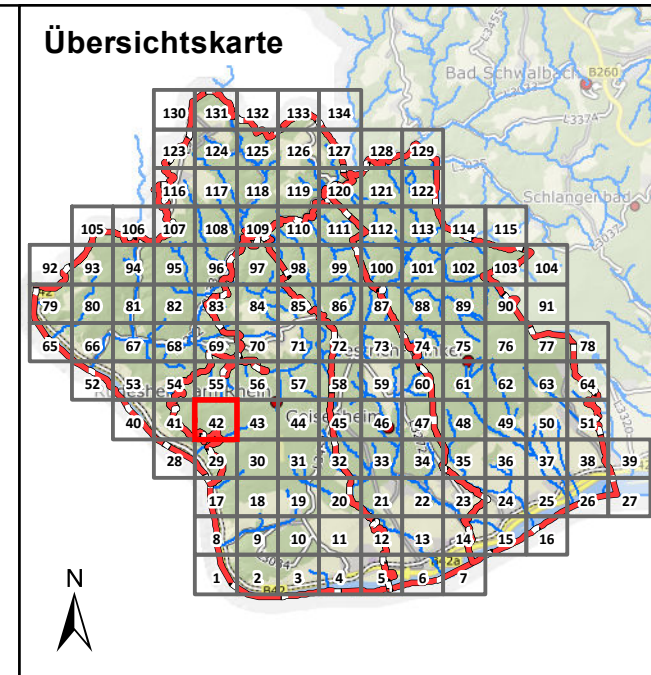 Übersichtskarte
L3455
Bad Schwalbach
B260
L3374
L3035
Schlangenbad
L3037
130 131 132 133 134
123 124 125 126 127 128 129
116 117 118 119 120 121 122
105 106 107 108 109 110 111 112 113 114 115
92 93 94 95 96 97 98 99 100 101 102 103 104
79 80 81 82 83 84 85 86 87 88 89 90 91
65 66 67 68 69 70 71 72 73 74 75 76 77 78
52 53 54 55 56 57 58 59 60 61 62 63 64
40 41 42 43 44 45 46 47 48 49 50 51
Geisenheim
L3320
28 29 30 31 32 33 34 35 36 37 38 39
17 18 19 20 21 22 23 24 25 26 27
8 9 10 11 12 13 14 15 16
L3034
B42a
1 2 3 4 5 6 7
B42
N